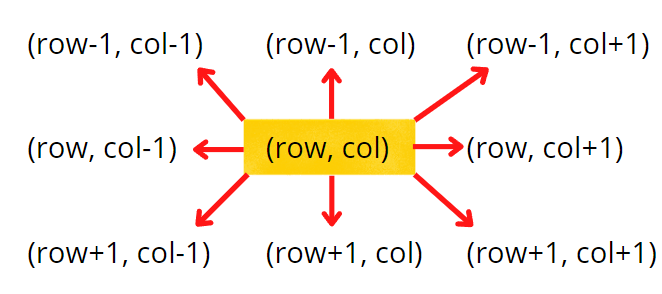 (row-1, col-1) (row-1, col) (row-1, col+1)
(row, col-1) (row, col) (row, col+1)
(row+1, col-1) (row+1, col) (row+1, col+1)